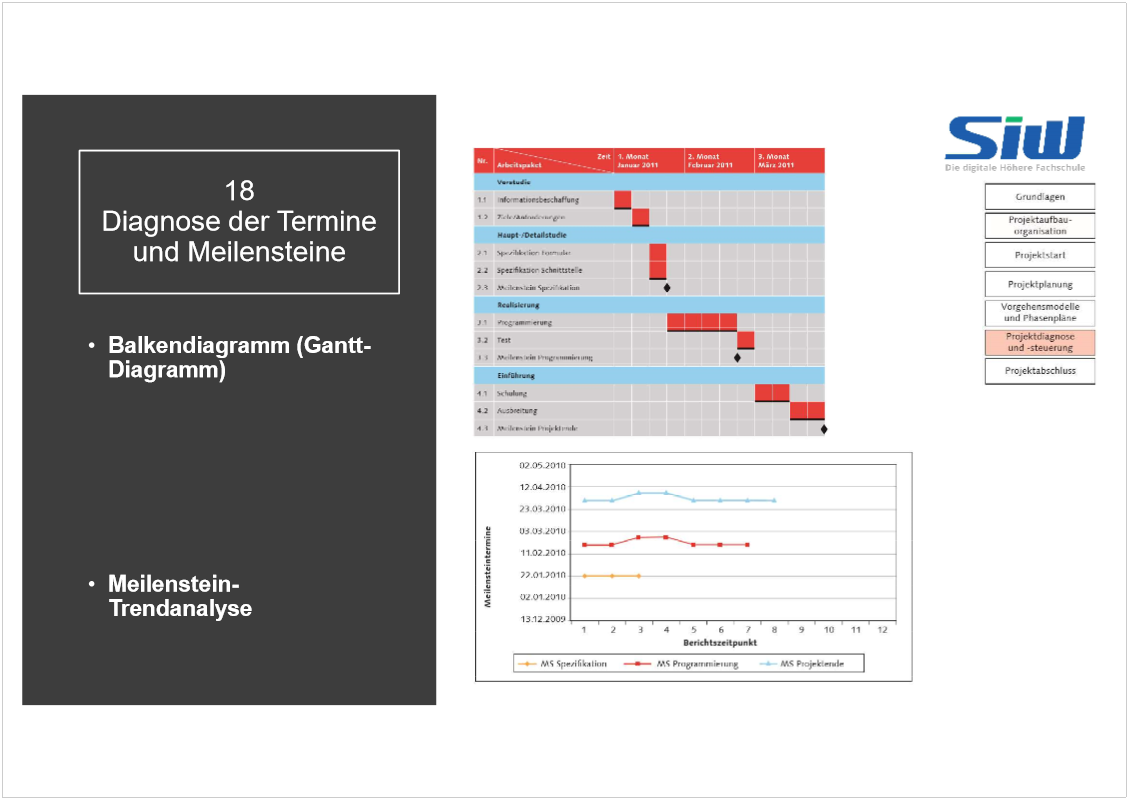 18
Diagnose der Termine
und Meilensteine
• Balkendiagramm (Gantt-
Diagramm)
• Meilenstein-
Trendanalyse
Nr.
Zeit
Arbeitspaket
1. Monat
Januar 2011
2. Monat
Februar 2011
3. Monat
März 2011
Vorstudie
1.1 Informationsbeschaffung
1.2 Ziele/Anforderungen
Haupt-/Detailstudie
2.1 Spezifikation Formular
2.2 Spezifikation Schnittstelle
2.3 Meilenstein Spezifikation
Realisierung
3.1 Programmierung
3.2 Test
3.3 Meilenstein Programmierung
Einführung
4.1 Schulung
4.2 Ausbreitung
4.3 Meilenstein Projektende
Meilensteintermine
02.05.2010
12.04.2010
23.03.2010
03.03.2010
11.02.2010
22.01.2010
02.01.2010
13.12.2009
1 2 3 4 5 6 7 8 9 10 11 12
Berichtszeitpunkt
MS Spezifikation MS Programmierung MS Projektende
SiW
Die digitale Höhere Fachschule
Grundlagen
Projektaufbau-
organisation
Projektstart
Projektplanung
Vorgehensmodelle
und Phasenpläne
Projektdiagnose
und -steuerung
Projektabschluss